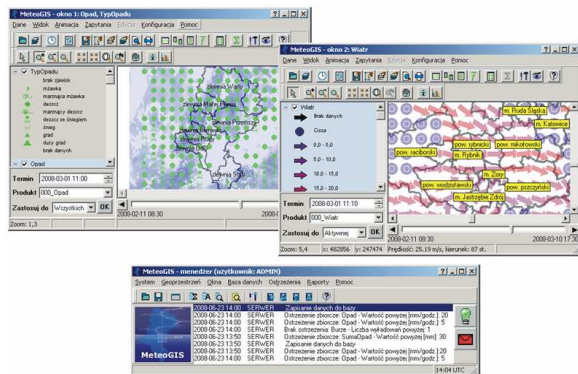 MeteoGIS - okno 1: Opad, TypOpadu
Dane Widok Animacja Zapytania Edycja Konfiguracja Pomoc
TypOpadu
brak zjawisk
mżawka
marznąca mżawka
deszcz
marznący deszcz
deszcz ze śniegiem
śnieg
grad
duży grad
brak danych
Opad
zlewnia Warty
zlewnia Małej Panwi
zlewnia Przemszy
zlewnia Soły
Termin 2008-03-01 11:00
Produkt 000_Opad
Zastosuj do Wszystkich OK
2008-02-11 08:30
Zoom: 1,3
MeteoGIS - okno 2: Wiatr
Dane Widok Animacja Zapytania Edycja Konfiguracja Pomoc
Wiatr
Brak danych
Cisza
0,0 - 5,0
5,0 - 10,0
10,0 - 15,0
15,0 - 20,0
m. Ruda Śląska
m. Katowice
pow. rybnicki
pow. mikołowski
pow. raciborski
m. Rybnik
m. Żory
pow. wodzisławski
pow. pszczyński
m. Jastrzębie Zdrój
Termin 2008-03-01 11:10
Produkt 000_Wiatr
Zastosuj do Aktywnej OK
2008-02-11 08:30
2008-03-10 17:30
Zoom: 5,4 x: 482856 y: 247474 Prędkość: 25.19 m/s, kierunek: 87 st.
MeteoGIS - menedżer (użytkownik: ADMIN)
System Geoprzestrzeń Okna Baza danych Ostrzeżenia Raporty Pomoc
MeteoGIS
2008-06-23 14:00 SERWER Zapisanie danych do bazy
2008-06-23 14:00 SERWER Ostrzeżenie zbiorcze: Opad - Wartość powyżej [mm/godz.]: 20
2008-06-23 14:00 SERWER Ostrzeżenie zbiorcze: Opad - Wartość powyżej [mm/godz.]: 5
2008-06-23 14:00 SERWER Brak ostrzeżenia: Burze - Liczba wyładowań powyżej: 1
2008-06-23 13:50 SERWER Ostrzeżenie zbiorcze: SumaOpad - Wartość powyżej [mm]: 30
2008-06-23 13:50 SERWER Zapisanie danych do bazy
2008-06-23 13:50 SERWER Ostrzeżenie zbiorcze: Opad - Wartość powyżej [mm/godz.]: 20
2008-06-23 14:00 SERWER Ostrzeżenie zbiorcze: Opad - Wartość powyżej [mm/godz.]: 5
14:04 UTC